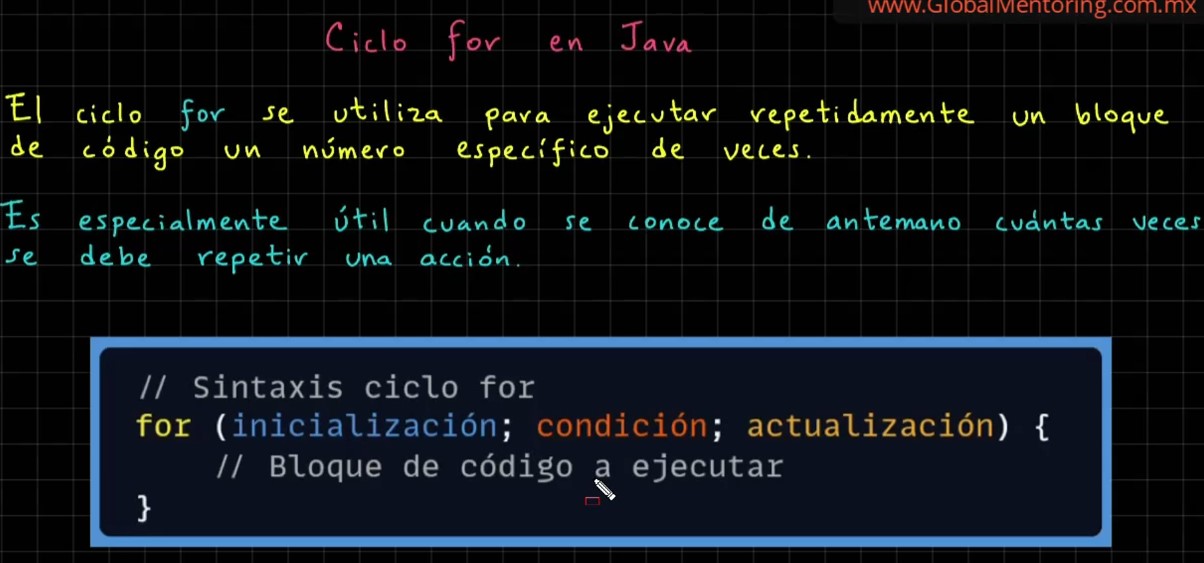 www.GlobalMentoring.com.mx
Ciclo for en Java
El ciclo for se utiliza para ejecutar repetidamente un bloque
de código un número específico de veces.
Es especialmente útil cuando se conoce de antemano cuántas veces
se debe repetir una acción.
// Sintaxis ciclo for
for (inicialización; condición; actualización) {
// Bloque de código a ejecutar
}